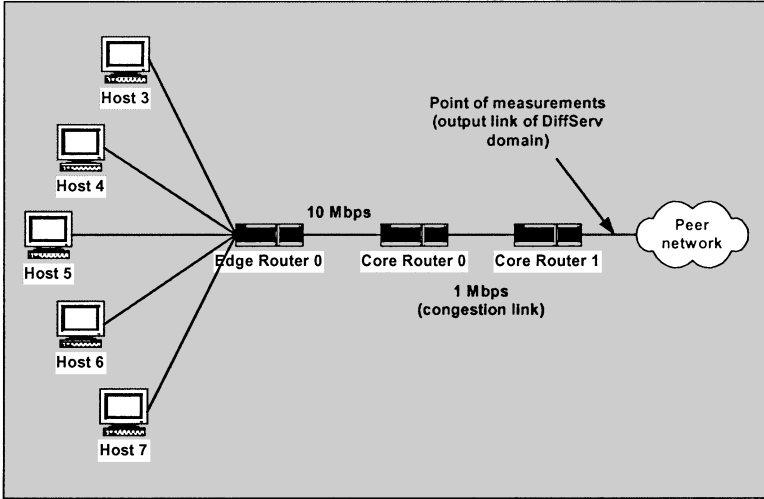 Host 3
Host 4
Host 5
Host 6
Host 7
Edge Router 0
10 Mbps
Core Router 0
1 Mbps
(congestion link)
Core Router 1
Point of measurements
(output link of DiffServ
domain)
Peer
network